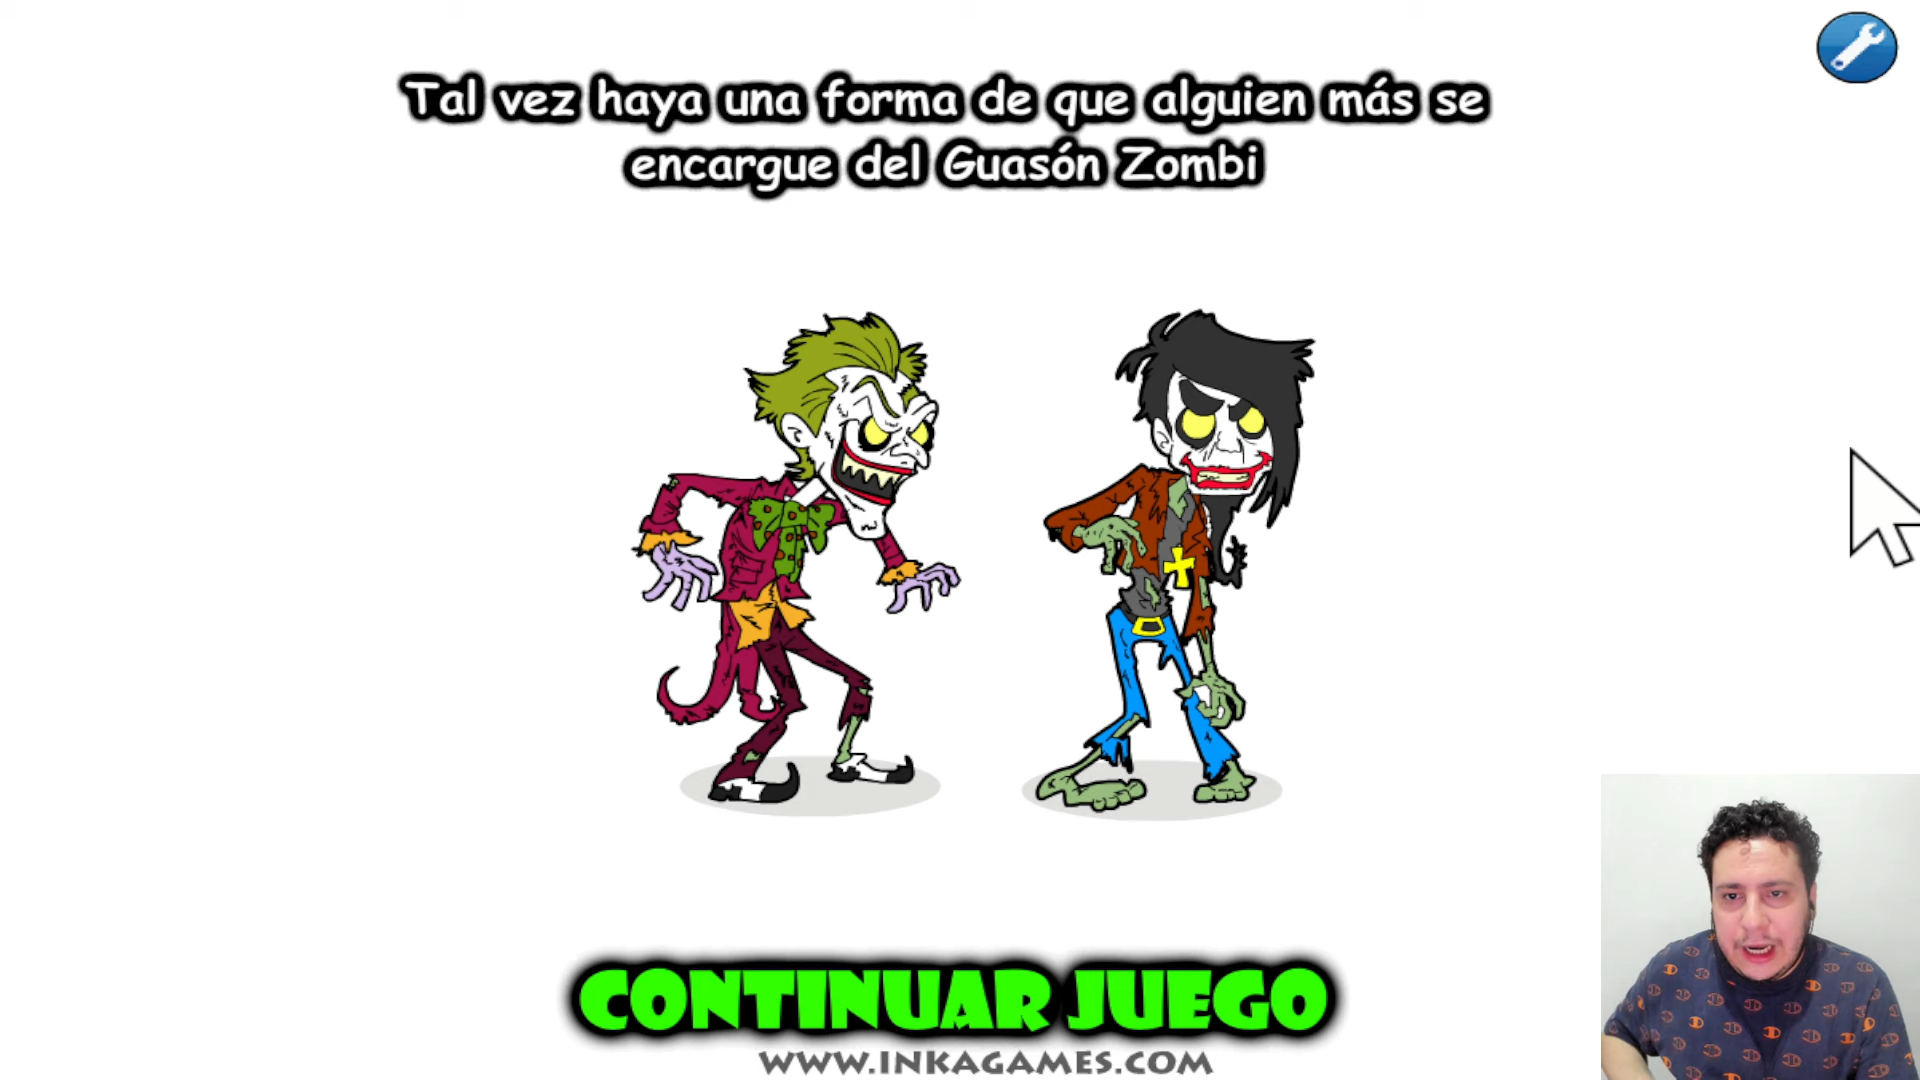 Tal vez haya una forma de que alguien más se
encargue del Guasón Zombi
CONTINUAR JUEGO
WWW.INKAGAMES.COM